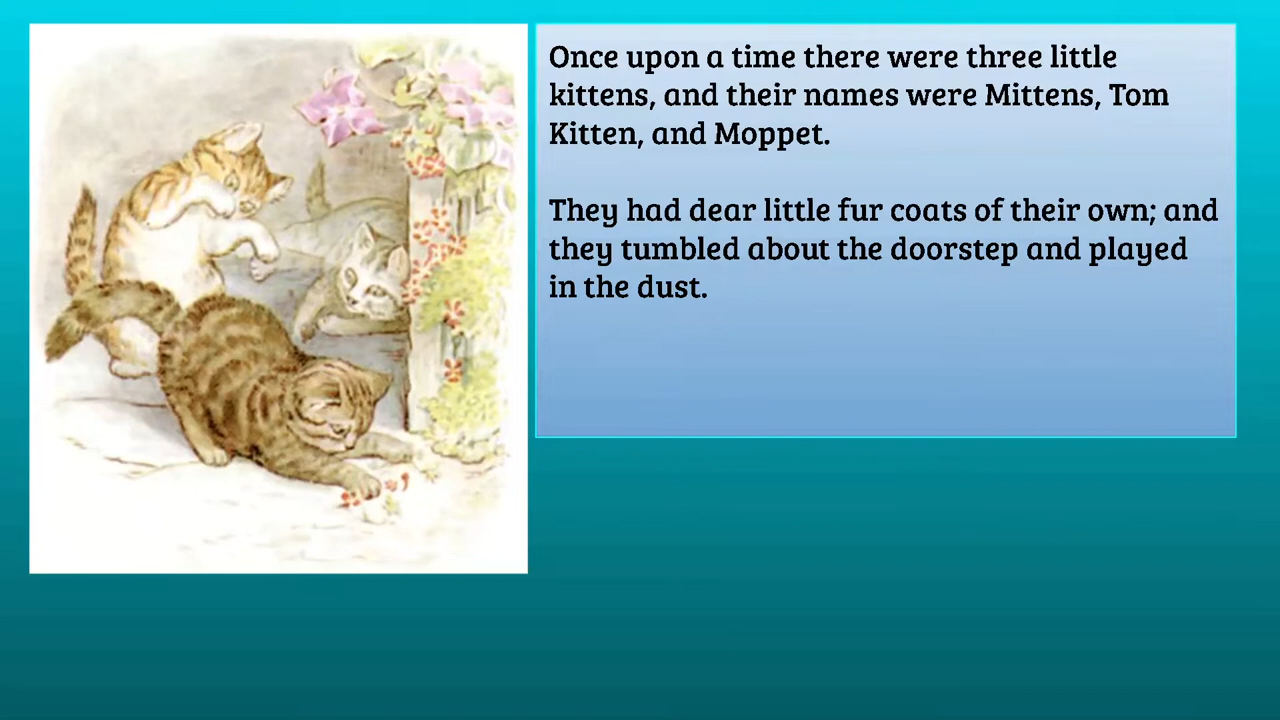 Once upon a time there were three little
kittens, and their names were Mittens, Tom
Kitten, and Moppet.
They had dear little fur coats of their own; and
they tumbled about the doorstep and played
in the dust.